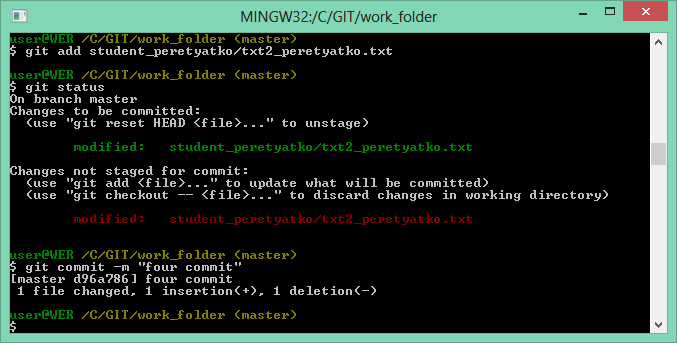 MINGW32:/C/GIT/work_folder
user@WER /C/GIT/work_folder (master)
$ git add student_peretyatko/txt2_peretyatko.txt
user@WER /C/GIT/work_folder (master)
$ git status
On branch master
Changes to be committed:
(use "git reset HEAD <file>..." to unstage)
modified: student_peretyatko/txt2_peretyatko.txt
Changes not staged for commit:
(use "git add <file>..." to update what will be committed)
(use "git checkout -- <file>..." to discard changes in working directory)
modified: student_peretyatko/txt2_peretyatko.txt
user@WER /C/GIT/work_folder (master)
$ git commit -m "four commit"
[master d96a786] four commit
1 file changed, 1 insertion(+), 1 deletion(-)
user@WER /C/GIT/work_folder (master)
$